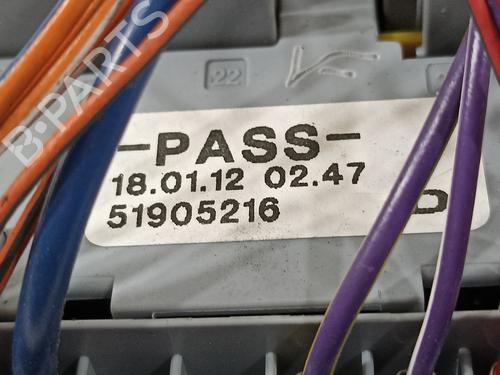 22
-PASS-
18.01.12 02.47
51905216
D
B-PARTS